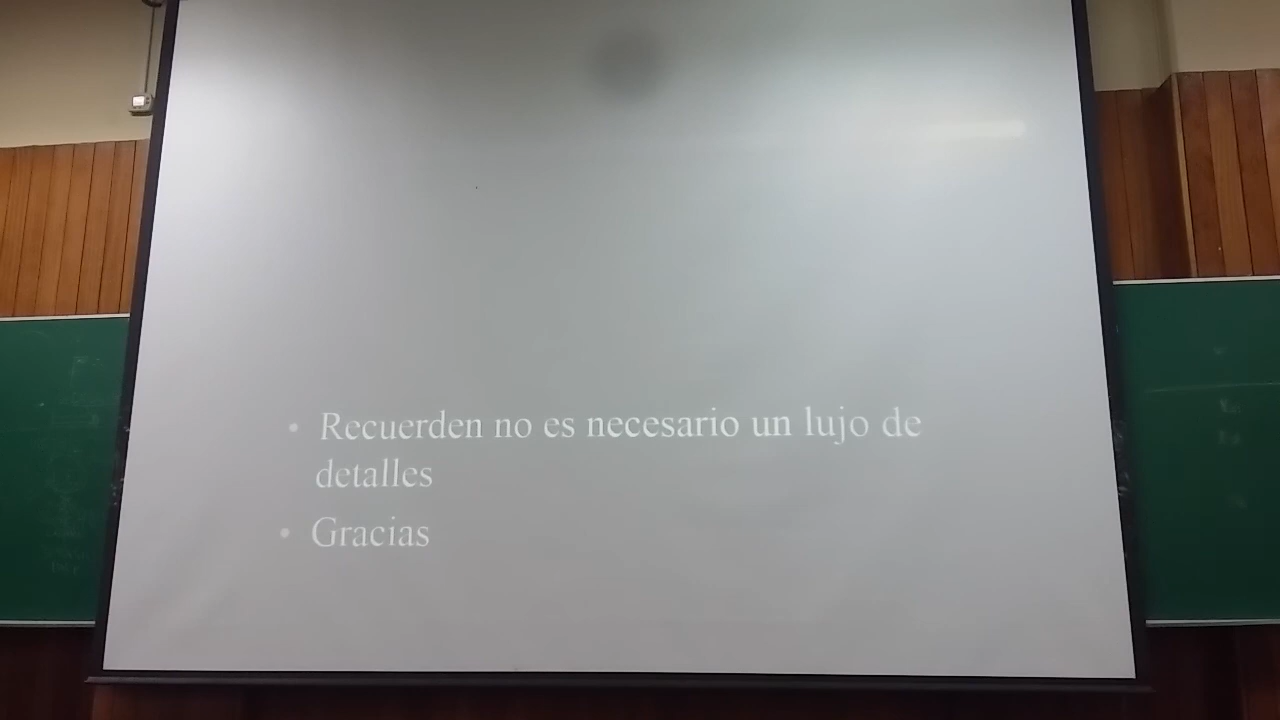 • Recuerden no es necesario un lujo de
detalles
• Gracias